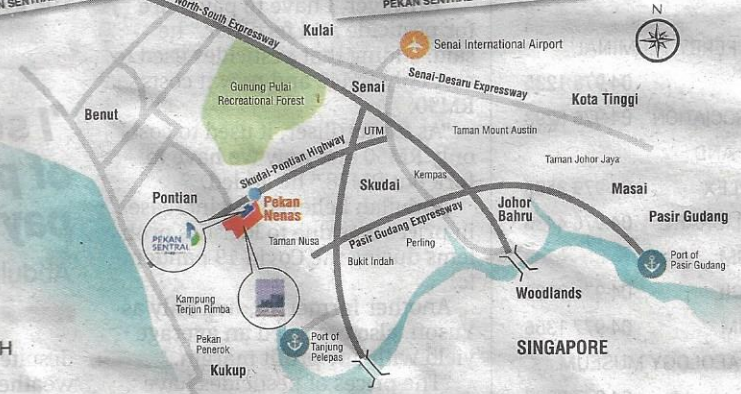 PEKAN SENTRAL
North-South Expressway
Kulai
N
Senai International Airport
Senai-Desaru Expressway
Gunung Pulai
Recreational Forest
Senai
Kota Tinggi
Benut
UTM
Taman Mount Austin
Skudai-Pontian Highway
Taman Johor Jaya
Kempas
Skudai
Masai
Pontian
Pekan
Nenas
Johor
Bahru
Pasir Gudang
PEKAN
SENTRAL
Pasir Gudang Expressway
Taman Nusa
Perling
Bukit Indah
Port of
Pasir Gudang
Woodlands
Kampung
Terjun Rimba
Pekan
Penerok
Port of
Tanjung
Pelepas
SINGAPORE
H
Kukup